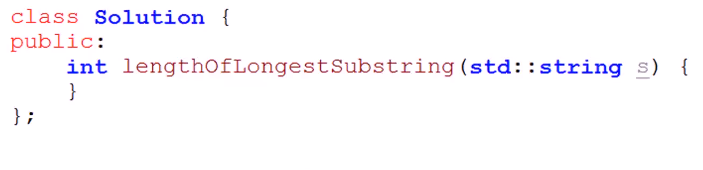 class Solution {
public:
    int lengthOfLongestSubstring(std::string s) {
    }
};